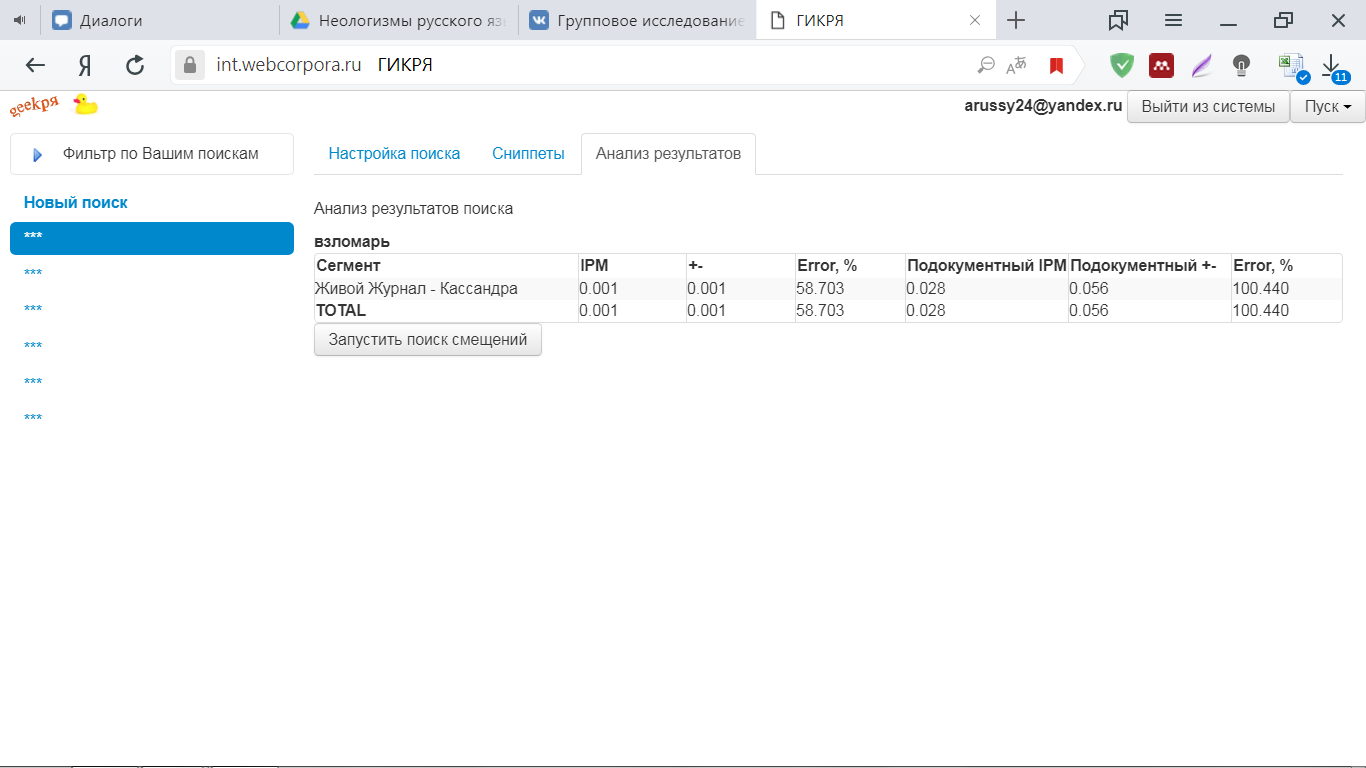 Диалоги Неологизмы русского яз Групповое исследование ГИКРЯ
Я int.webcorpora.ru ГИКРЯ 11
geekря arussy24@yandex.ru Выйти из системы Пуск
Фильтр по Вашим поискам Настройка поиска Сниппеты Анализ результатов
Новый поиск
Анализ результатов поиска
***
взломарь
Сегмент IPM +- Error, % Подокументный IPM Подокументный +- Error, %
***
Живой Журнал - Кассандра 0.001 0.001 58.703 0.028 0.056 100.440
***
TOTAL 0.001 0.001 58.703 0.028 0.056 100.440
***
Запустить поиск смещений
***
***